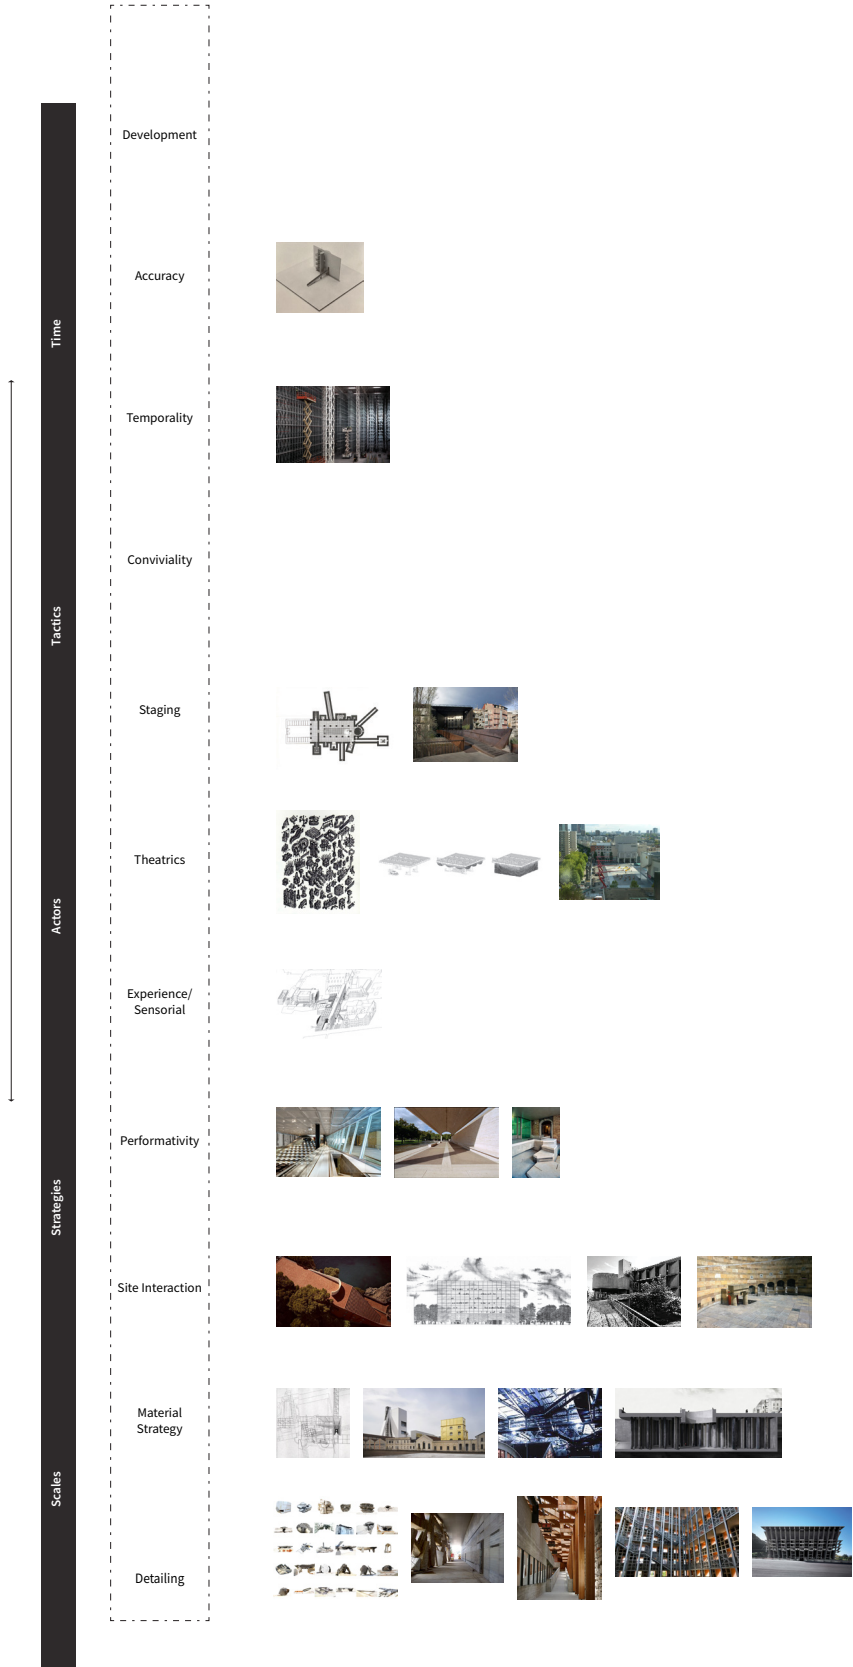 Development
Accuracy
Time
Temporality
Conviviality
Tactics
Staging
Theatrics
Actors
Experience/
Sensorial
Performativity
Strategies
Site Interaction
Material
Strategy
Scales
Detailing